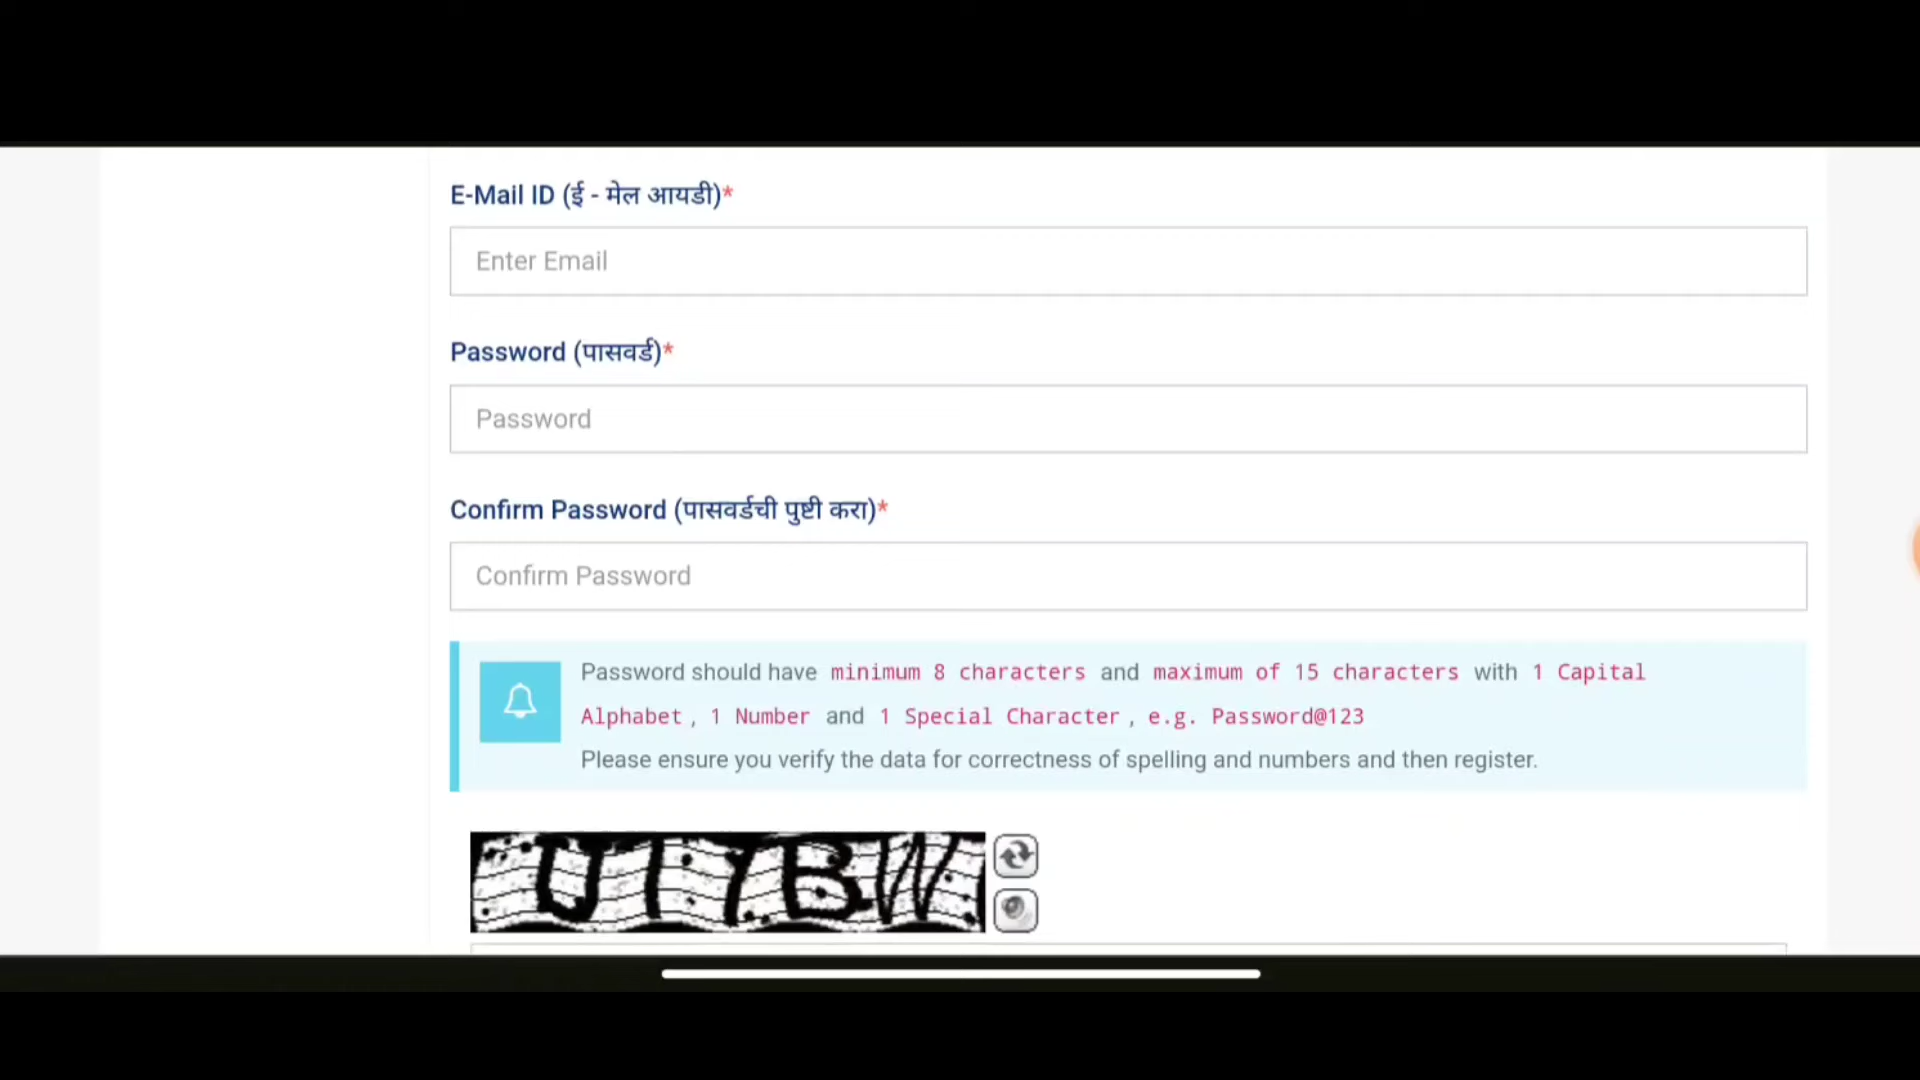 E-Mail ID (ई - मेल आयडी)*
Enter Email
Password (पासवर्ड)*
Password
Confirm Password (पासवर्डची पुष्टी करा)*
Confirm Password
Password should have minimum 8 characters and maximum of 15 characters with 1 Capital
Alphabet , 1 Number and 1 Special Character , e.g. Password@123
Please ensure you verify the data for correctness of spelling and numbers and then register.